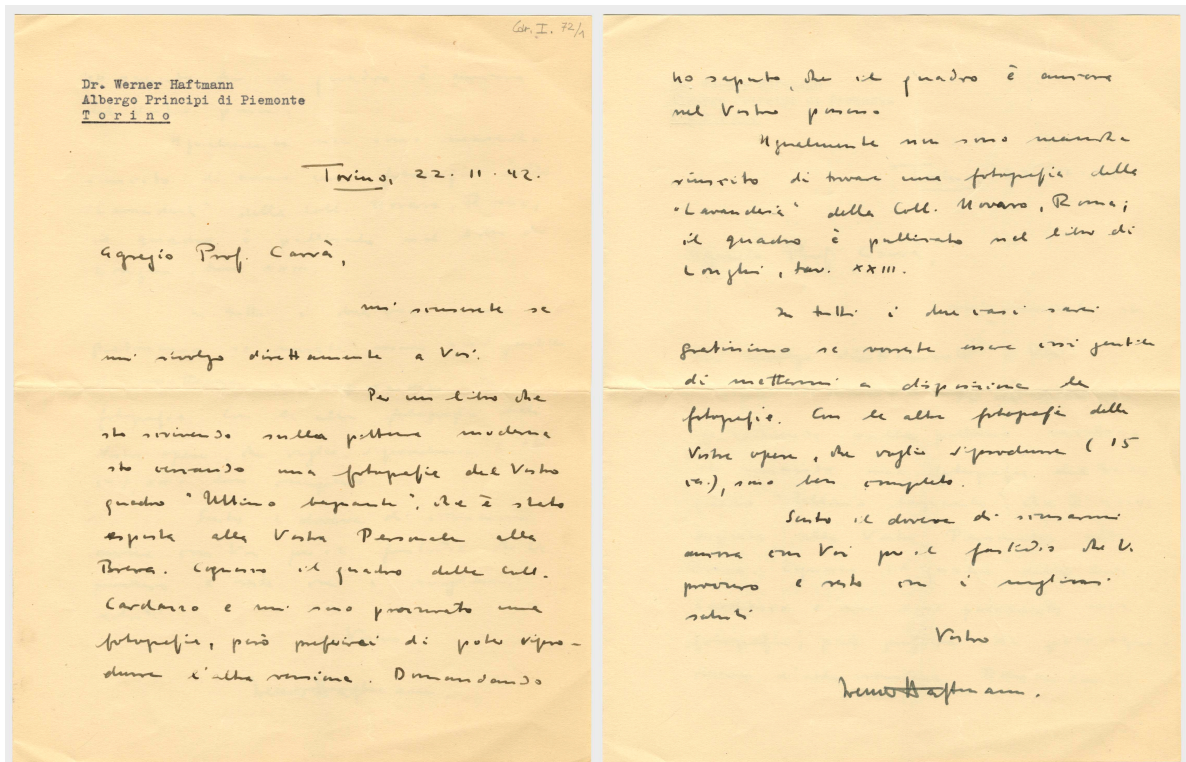 Car. I. 72/1
Dr. Werner Haftmann
Albergo Principi di Piemonte
Torino
Torino, 22. 11. 42.
Egregio Prof. Carrà,
mi scuserete se
mi rivolgo direttamente a Voi.
Per un libro che
sto scrivendo sulla pittura moderna
sto cercando una fotografia del Vostro
quadro "Ultimo bagnante", che è stato
esposto alla Vostra Personale alla
Brera. Conosco il quadro della Coll.
Cardazzo e mi sono procurato una
fotografia, però preferirei di poter ripro-
durre l'altra versione. Domandando
ho saputo, che il quadro è ancora
nel Vostro possesso
Ugualmente non sono neanche
riuscito di trovare una fotografia della
"Lavandaia" della Coll. Novaro, Roma;
il quadro è pubblicato nel libro di
Longhi, tav. XXIII.
In tutti i due casi sarei
gratissimo se vorreste essere così gentile
di mettermi a disposizione le
fotografie. Con le altre fotografie delle
Vostre opere, che voglio riprodurre (15
ca.), sono ben completo.
Sento il dovere di scusarmi
ancora con Voi per il fastidio che Vi
procuro e resto con i migliori
saluti
Vostro
Werner Haftmann.